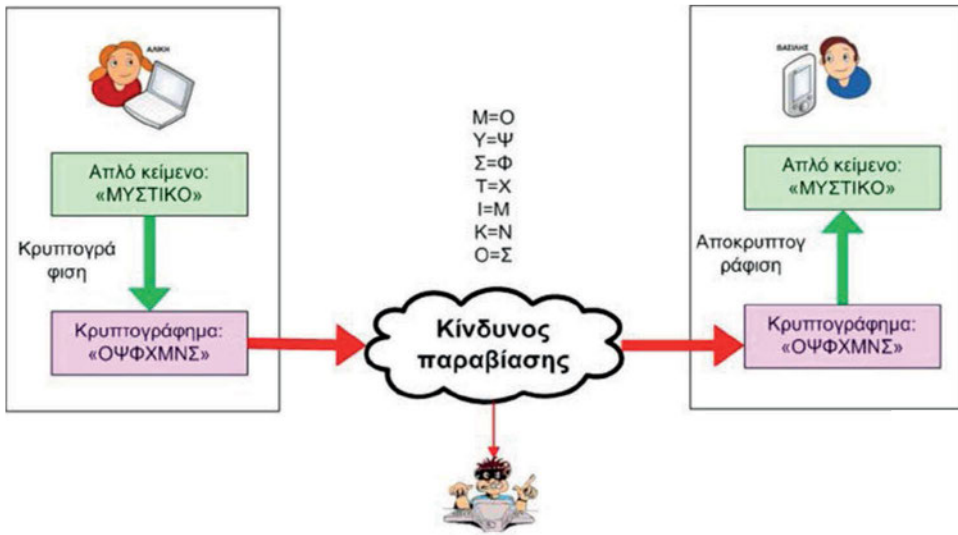 ΑΛΙΚΗ
Απλό κείμενο:
«ΜΥΣΤΙΚΟ»
Κρυπτογρά
φιση
Κρυπτογράφημα:
«ΟΨΦΧΜΝΣ»
Μ=Ο
Υ=Ψ
Σ=Φ
Τ=Χ
Ι=Μ
Κ=Ν
Ο=Σ
Κίνδυνος
παραβίασης
ΒΑΣΙΛΗΣ
Απλό κείμενο:
«ΜΥΣΤΙΚΟ»
Αποκρυπτογ
ράφιση
Κρυπτογράφημα:
«ΟΨΦΧΜΝΣ»